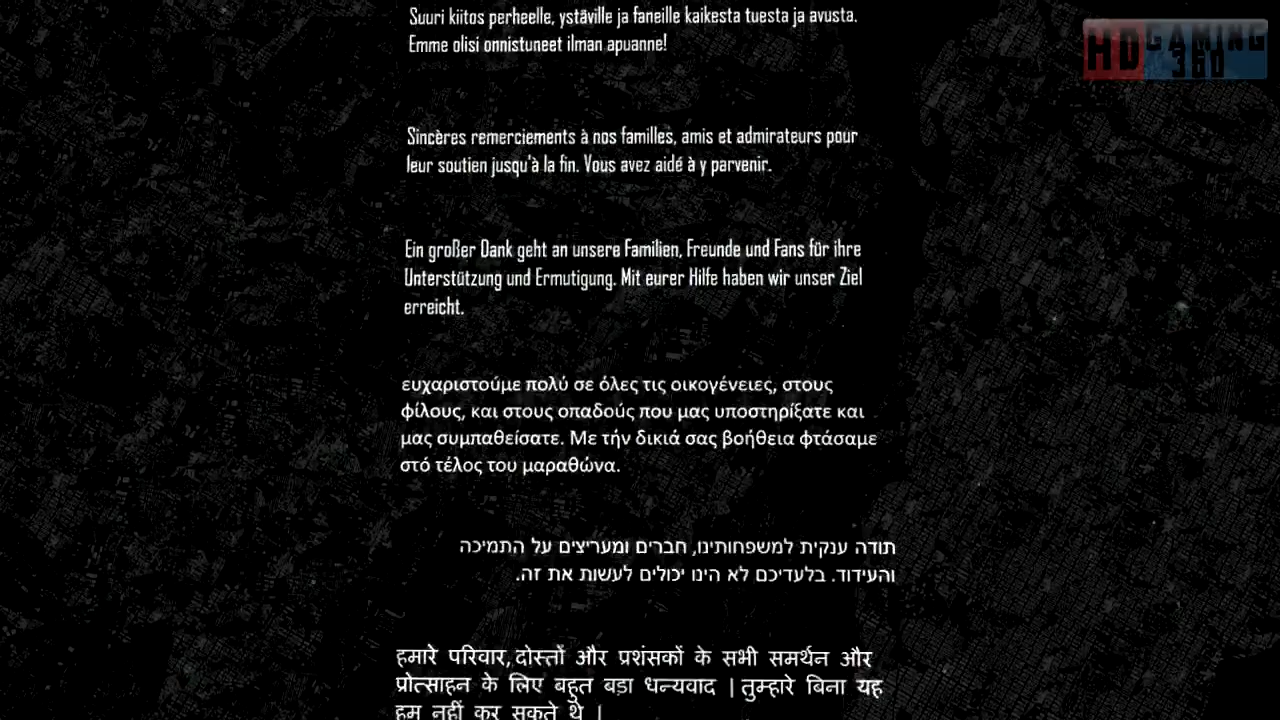 Suuri kiitos perheelle, ystäville ja faneille kaikesta tuesta ja avusta.
Emme olisi onnistuneet ilman apuanne!
HD GAMING 360
Sincères remerciements à nos familles, amis et admirateurs pour
leur soutien jusqu'à la fin. Vous avez aidé à y parvenir.
Ein großer Dank geht an unsere Familien, Freunde und Fans für ihre
Unterstützung und Ermutigung. Mit eurer Hilfe haben wir unser Ziel
erreicht.
ευχαριστούμε πολύ σε όλες τις οικογένειες, στους
φίλους, και στους οπαδούς που μας υποστηρίξατε και
μας συμπαθείσατε. Με τήν δικιά σας βοήθεια φτάσαμε
στό τέλος του μαραθώνα.
תודה ענקית למשפחותינו, חברים ומעריצים על התמיכה
והעידוד. בלעדיכם לא הינו יכולים לעשות את זה.
हमारे परिवार, दोस्तों और प्रशंसकों के सभी समर्थन और
प्रोत्साहन के लिए बहुत बड़ा धन्यवाद | तुम्हारे बिना यह
हम नहीं कर सकते थे |